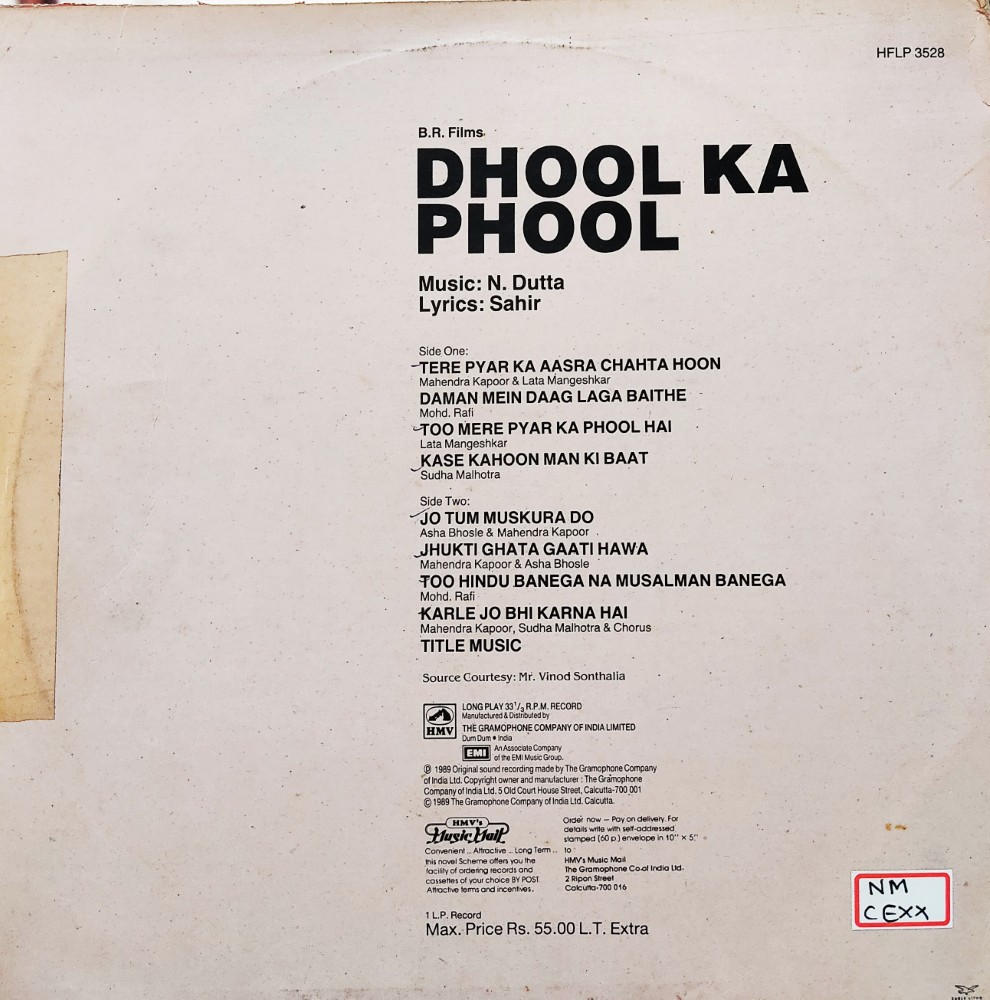 HFLP 3528
B.R. Films
DHOOL KA
PHOOL
Music: N. Dutta
Lyrics: Sahir
Side One:
TERE PYAR KA AASRA CHAHTA HOON
Mahendra Kapoor & Lata Mangeshkar
DAMAN MEIN DAAG LAGA BAITHE
Mohd. Rafi
TOO MERE PYAR KA PHOOL HAI
Lata Mangeshkar
KASE KAHOON MAN KI BAAT
Sudha Malhotra
Side Two:
JO TUM MUSKURA DO
Asha Bhosle & Mahendra Kapoor
JHUKTI GHATA GAATI HAWA
Mahendra Kapoor & Asha Bhosle
TOO HINDU BANEGA NA MUSALMAN BANEGA
Mohd. Rafi
KARLE JO BHI KARNA HAI
Mahendra Kapoor, Sudha Malhotra & Chorus
TITLE MUSIC
Source Courtesy: Mr. Vinod Sonthalia
HMV
LONG PLAY 33 1/3 R.P.M. RECORD
Manufactured & Distributed by
THE GRAMOPHONE COMPANY OF INDIA LIMITED
Dum Dum • India
EMI
An Associate Company
of the EMI Music Group.
℗ 1989 Original sound recording made by The Gramophone Company
of India Ltd. Copyright owner and manufacturer : The Gramophone
Company of India Ltd. 5 Old Court House Street, Calcutta-700 001
© 1989 The Gramophone Company of India Ltd. Calcutta.
HMV's
Music Mail
Convenient .. Attractive .. Long Term ..
this novel Scheme offers you the
facility of ordering records and
cassettes of your choice BY POST.
Attractive terms and incentives.
Order now — Pay on delivery. For
details write with self-addressed
stamped (60 p.) envelope in 10" × 5"
to :
HMV's Music Mail
The Gramophone Co.of India Ltd.
2 Ripon Street
Calcutta-700 016
1 L.P. Record
Max. Price Rs. 55.00 L.T. Extra
NM
CEXX